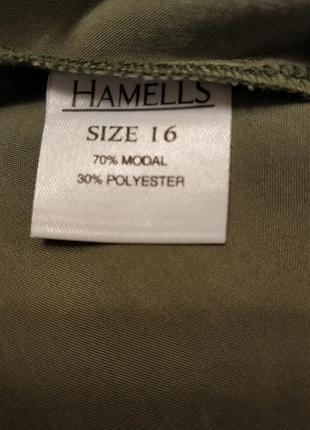 HAMELLS
SIZE 16
70% MODAL
30% POLYESTER